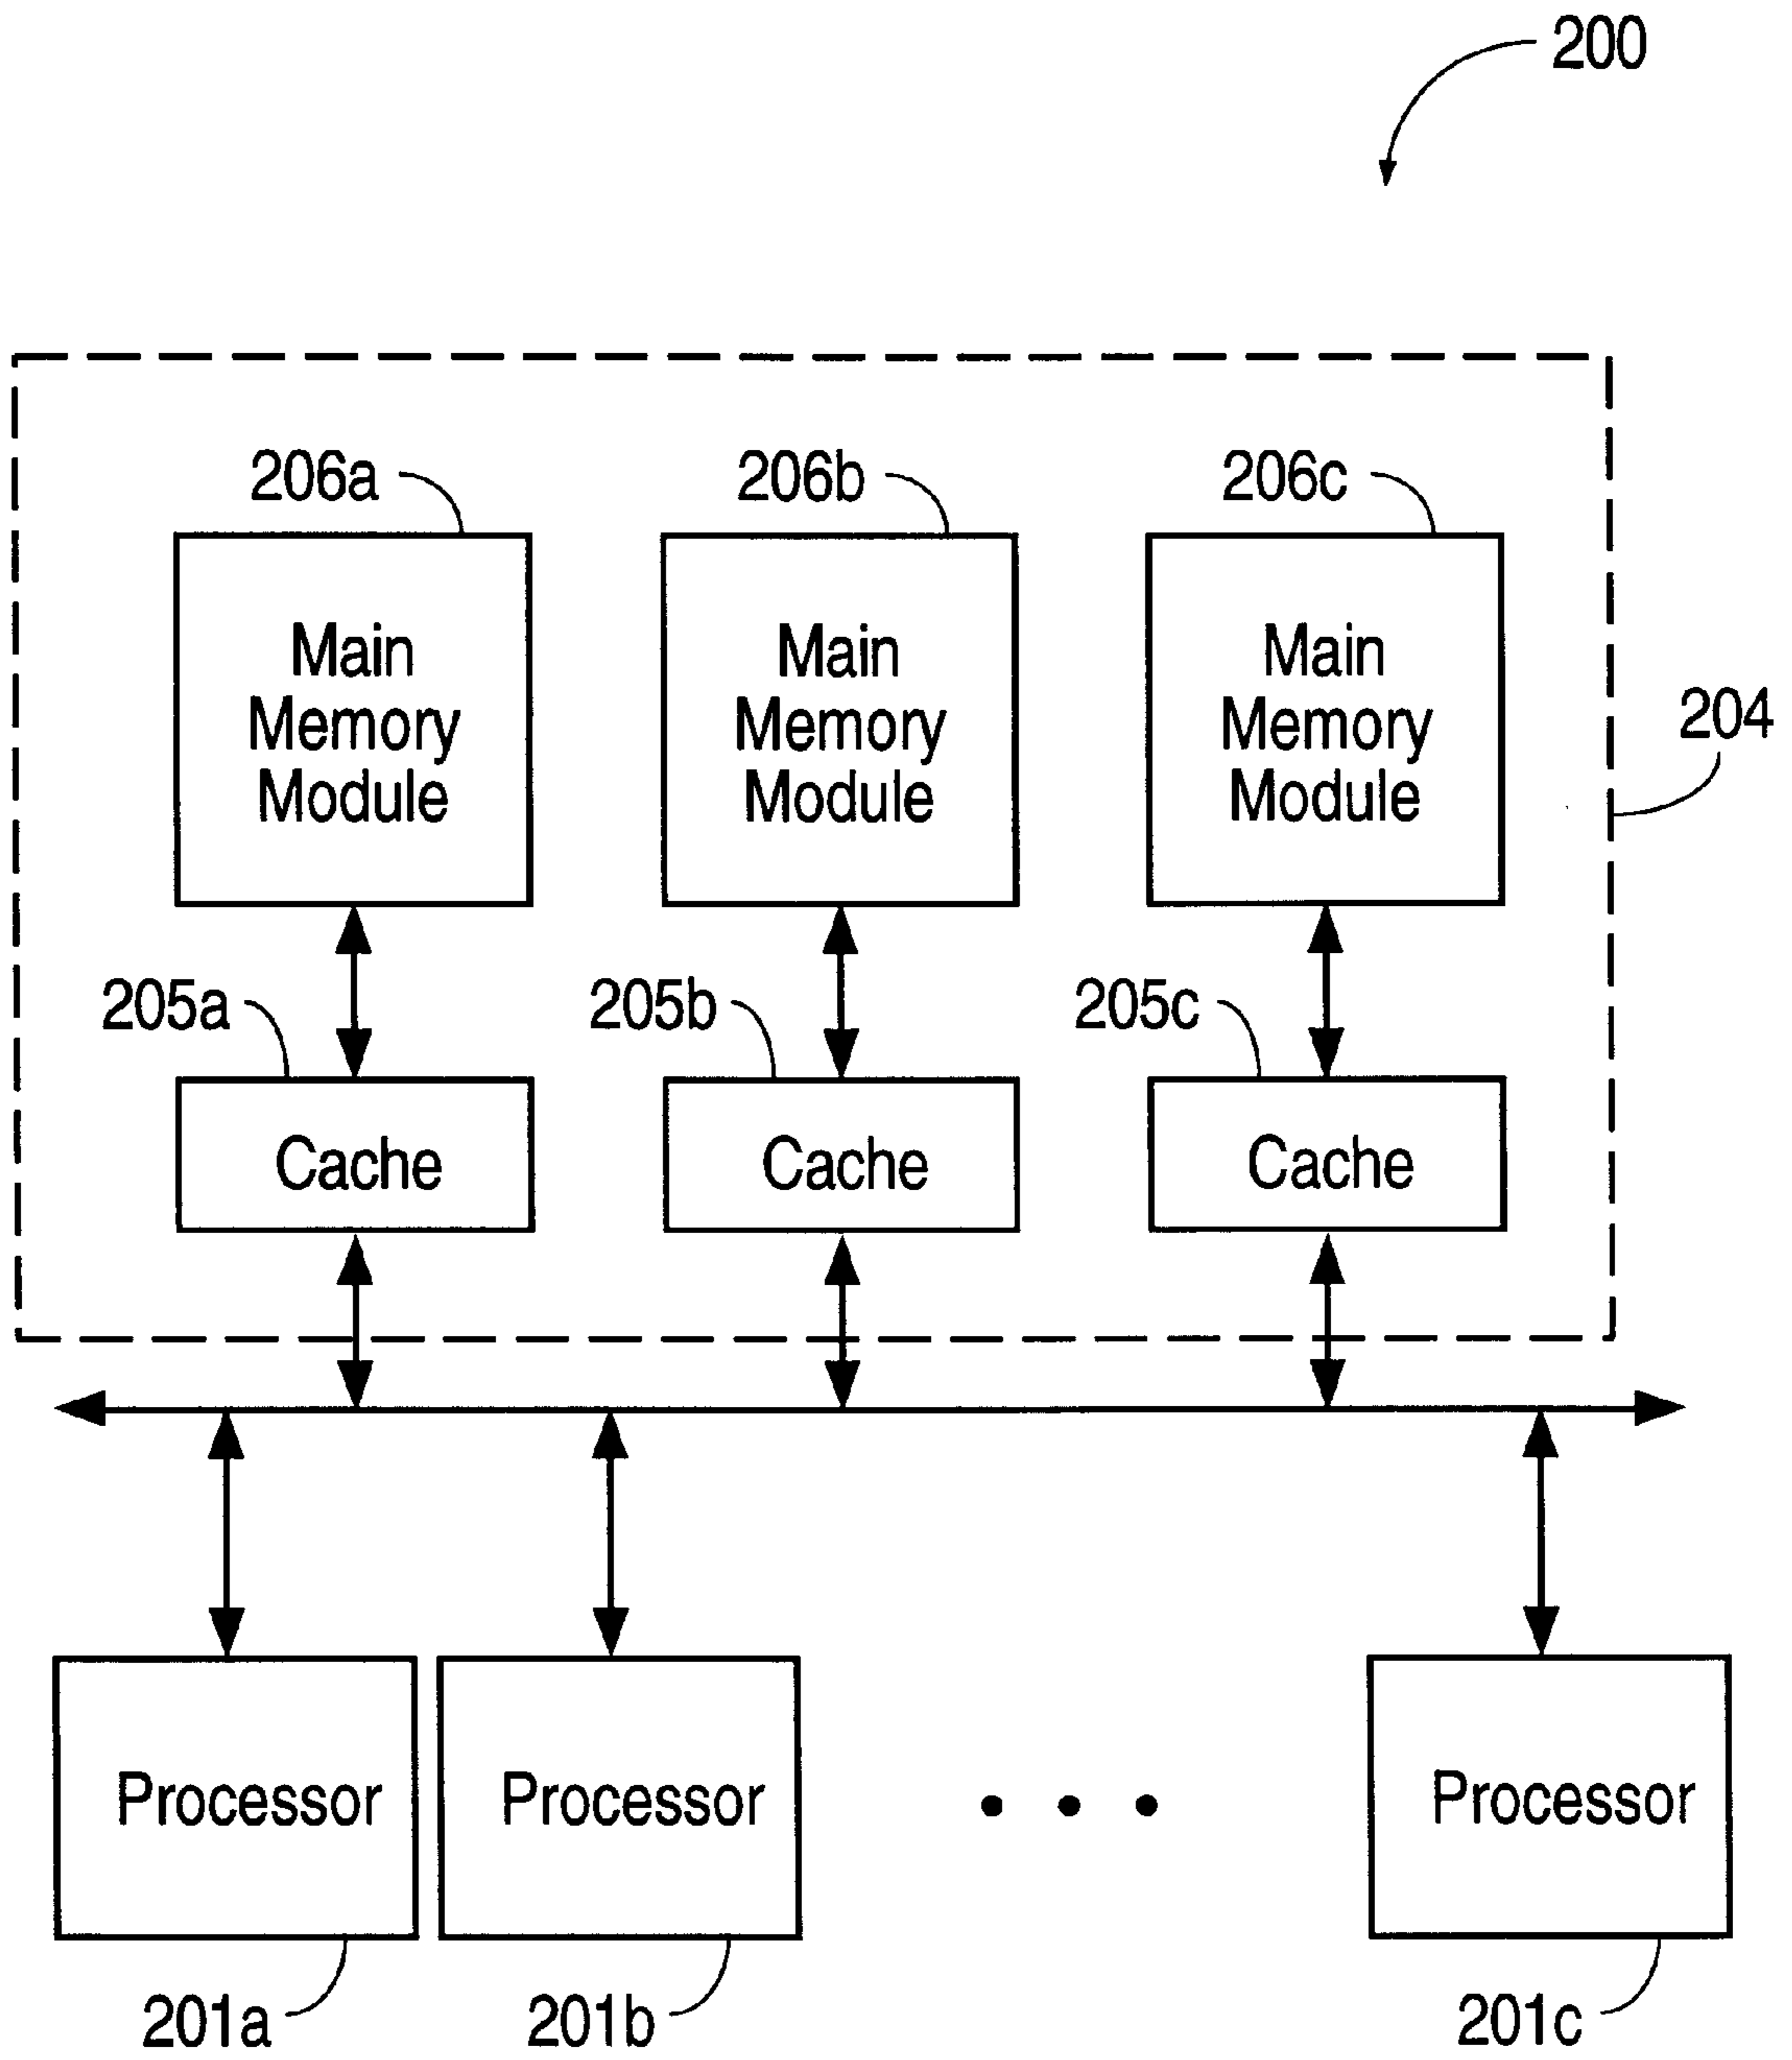 200
206a
206b
206c
Main
Memory
Module
Main
Memory
Module
Main
Memory
Module
204
205a
205b
205c
Cache
Cache
Cache
Processor
Processor
Processor
201a
201b
201c